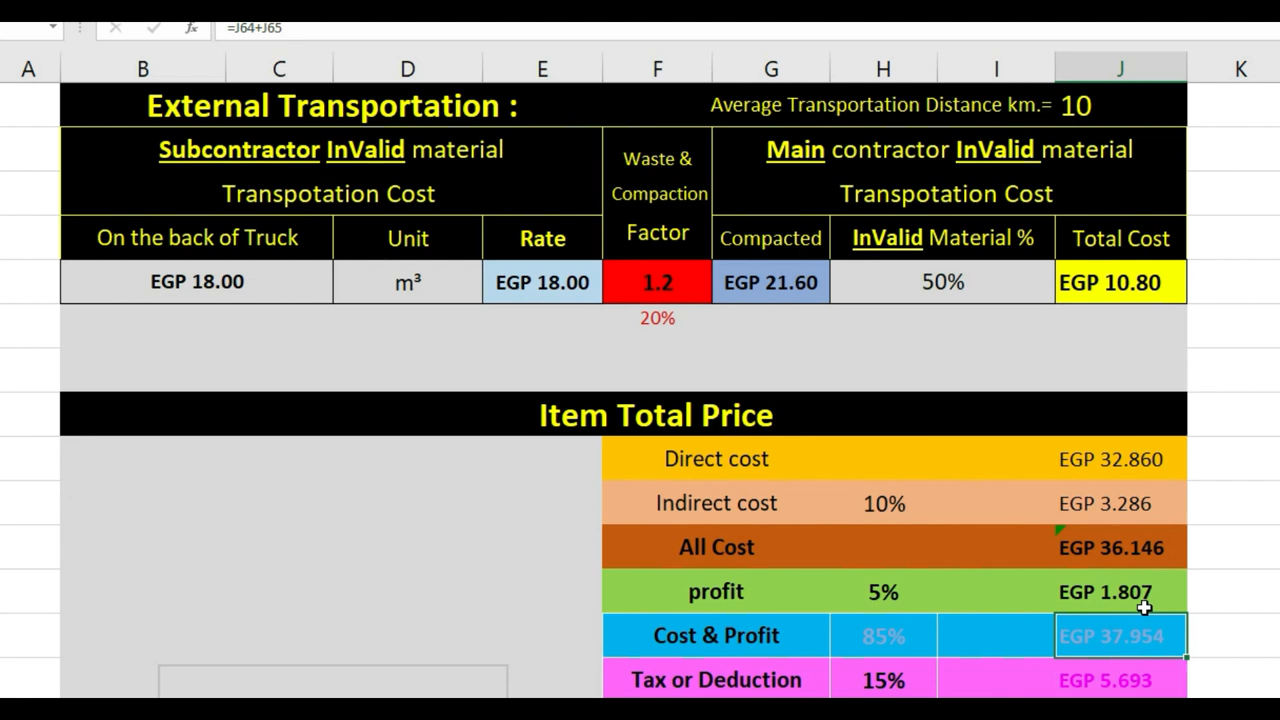 fx =J64+J65
A B C D E F G H I J K
External Transportation : Average Transportation Distance km.= 10
Subcontractor InValid material
Transpotation Cost
Waste &
Compaction
Factor
Main contractor InValid material
Transpotation Cost
On the back of Truck Unit Rate Compacted InValid Material % Total Cost
EGP 18.00 m³ EGP 18.00 1.2 EGP 21.60 50% EGP 10.80
20%
Item Total Price
Direct cost EGP 32.860
Indirect cost 10% EGP 3.286
All Cost EGP 36.146
profit 5% EGP 1.807
Cost & Profit 85% EGP 37.954
Tax or Deduction 15% EGP 5.693